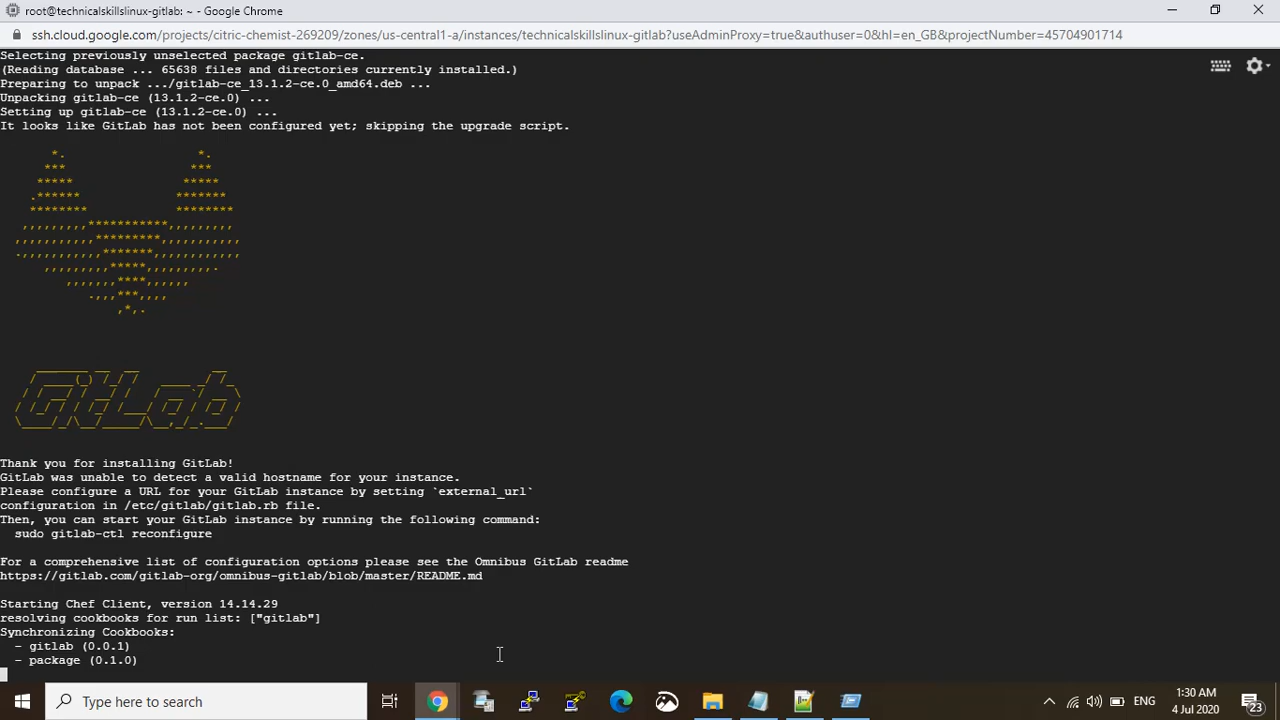 root@technicalskillslinux-gitlab: ~ - Google Chrome
ssh.cloud.google.com/projects/citric-chemist-269209/zones/us-central1-a/instances/technicalskillslinux-gitlab?useAdminProxy=true&authuser=0&hl=en_GB&projectNumber=45704901714
Selecting previously unselected package gitlab-ce.
(Reading database ... 65638 files and directories currently installed.)
Preparing to unpack .../gitlab-ce_13.1.2-ce.0_amd64.deb ...
Unpacking gitlab-ce (13.1.2-ce.0) ...
Setting up gitlab-ce (13.1.2-ce.0) ...
It looks like GitLab has not been configured yet; skipping the upgrade script.
GitLab
Thank you for installing GitLab!
GitLab was unable to detect a valid hostname for your instance.
Please configure a URL for your GitLab instance by setting `external_url`
configuration in /etc/gitlab/gitlab.rb file.
Then, you can start your GitLab instance by running the following command:
sudo gitlab-ctl reconfigure
For a comprehensive list of configuration options please see the Omnibus GitLab readme
https://gitlab.com/gitlab-org/omnibus-gitlab/blob/master/README.md
Starting Chef Client, version 14.14.29
resolving cookbooks for run list: ["gitlab"]
Synchronizing Cookbooks:
- gitlab (0.0.1)
- package (0.1.0)
Type here to search
ENG
1:30 AM
4 Jul 2020
23